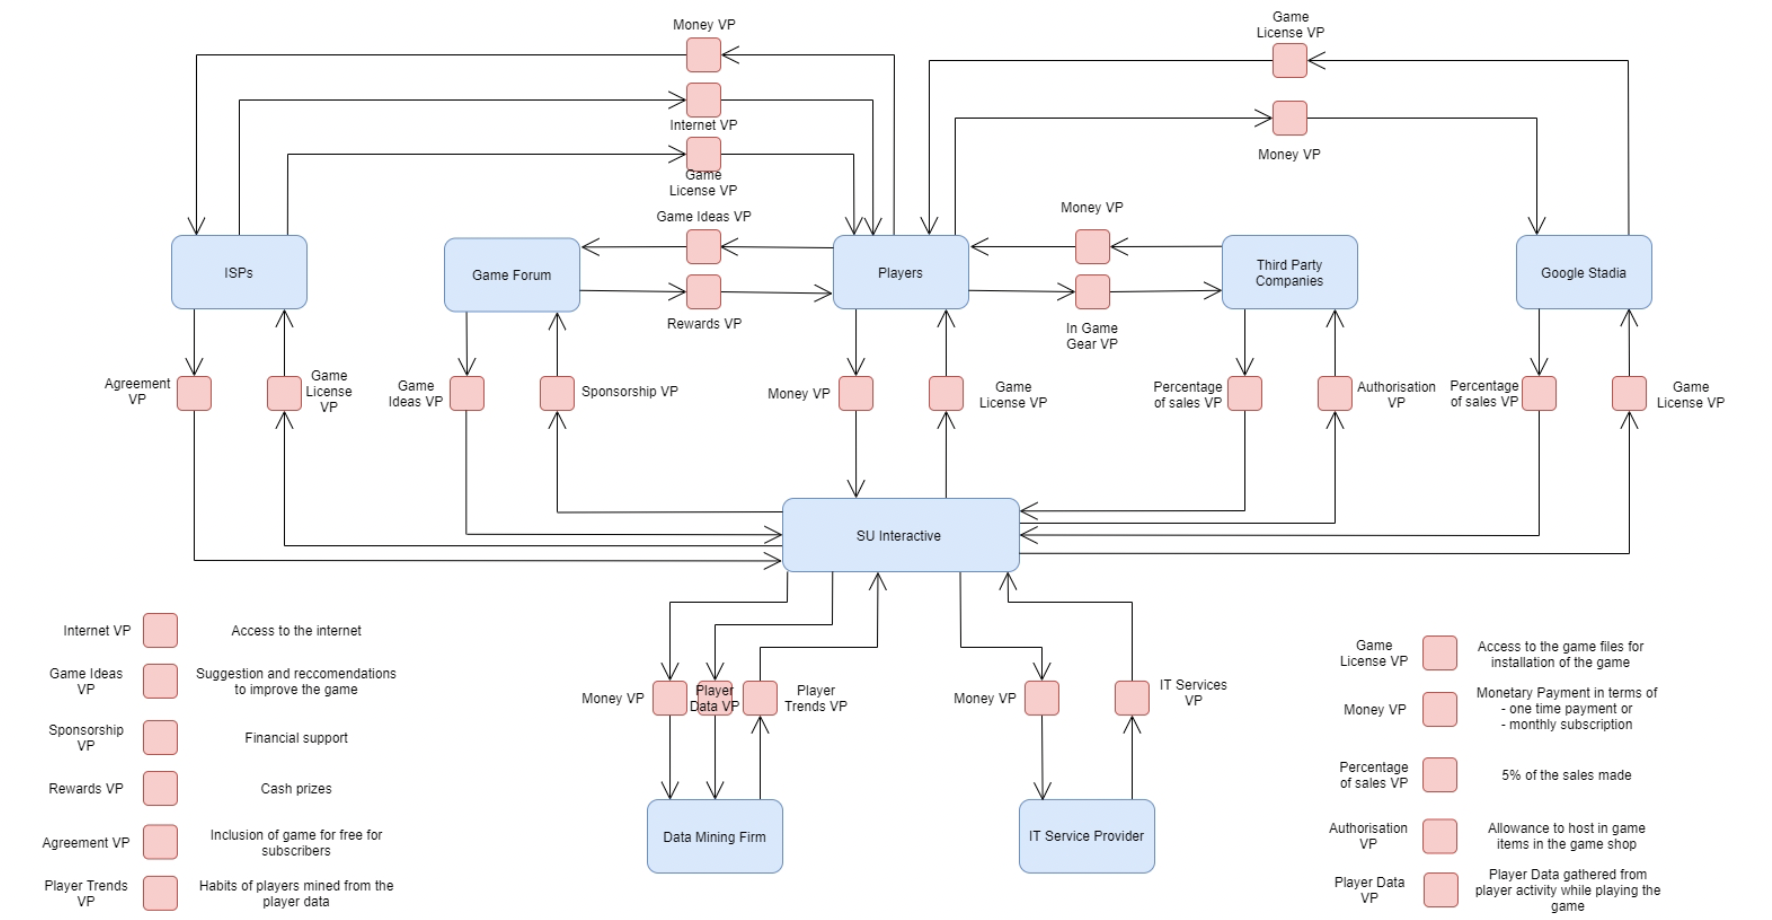 Money VP
Game
License VP
Internet VP
Money VP
Game
License VP
Game Ideas VP
Money VP
ISPs
Game Forum
Players
Third Party
Companies
Google Stadia
Rewards VP
In Game
Gear VP
Agreement
VP
Game
License
VP
Game
Ideas VP
Sponsorship VP
Money VP
Game
License VP
Percentage
of sales VP
Authorisation
VP
Percentage
of sales VP
Game
License VP
SU Interactive
Money VP
Player
Data VP
Player
Trends VP
Money VP
IT Services
VP
Data Mining Firm
IT Service Provider
Internet VP
Access to the internet
Game Ideas
VP
Suggestion and reccomendations
to improve the game
Sponsorship
VP
Financial support
Rewards VP
Cash prizes
Agreement VP
Inclusion of game for free for
subscribers
Player Trends
VP
Habits of players mined from the
player data
Game
License VP
Access to the game files for
installation of the game
Money VP
Monetary Payment in terms of
- one time payment or
- monthly subscription
Percentage
of sales VP
5% of the sales made
Authorisation
VP
Allowance to host in game
items in the game shop
Player Data
VP
Player Data gathered from
player activity while playing the
game